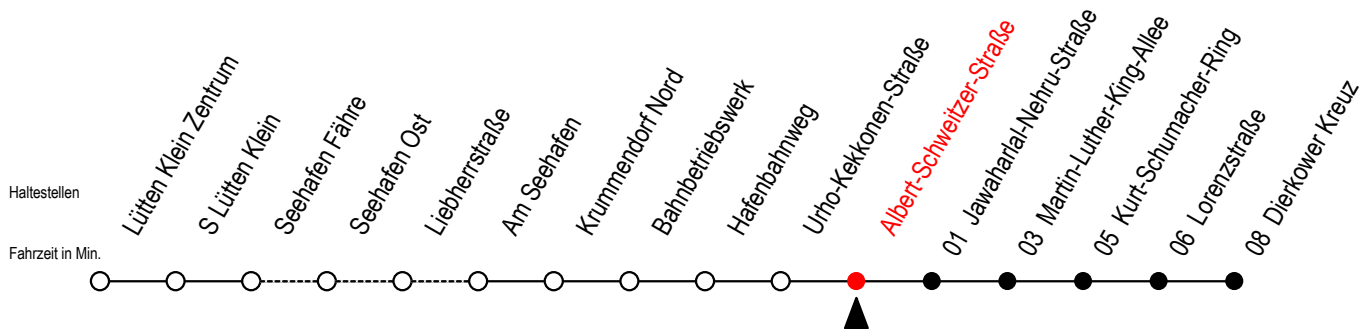 Haltestellen
Fahrzeit in Min.
Lütten Klein Zentrum
S Lütten Klein
Seehafen Fähre
Seehafen Ost
Liebherrstraße
Am Seehafen
Krummendorf Nord
Bahnbetriebswerk
Hafenbahnweg
Urho-Kekkonen-Straße
Albert-Schweitzer-Straße
01 Jawaharlal-Nehru-Straße
03 Martin-Luther-King-Allee
05 Kurt-Schumacher-Ring
06 Lorenzstraße
08 Dierkower Kreuz